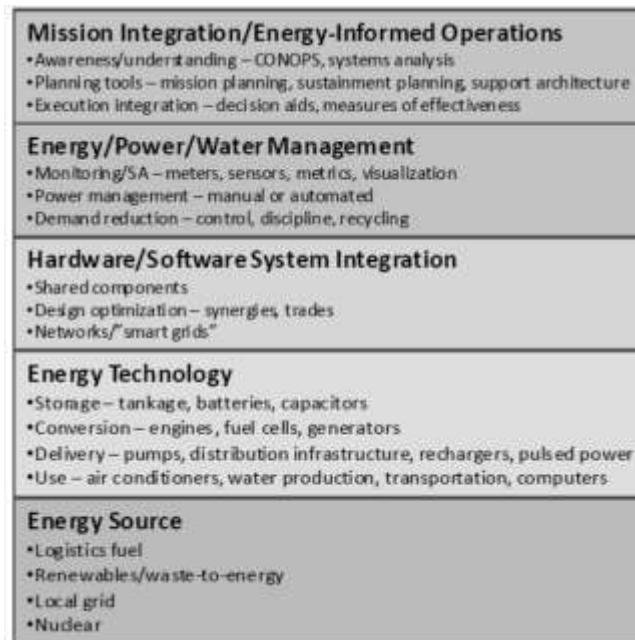 Mission Integration/Energy-Informed Operations
•Awareness/understanding – CONOPS, systems analysis
•Planning tools – mission planning, sustainment planning, support architecture
•Execution integration – decision aids, measures of effectiveness
Energy/Power/Water Management
•Monitoring/SA – meters, sensors, metrics, visualization
•Power management – manual or automated
•Demand reduction – control, discipline, recycling
Hardware/Software System Integration
•Shared components
•Design optimization – synergies, trades
•Networks/"smart grids"
Energy Technology
•Storage – tankage, batteries, capacitors
•Conversion – engines, fuel cells, generators
•Delivery – pumps, distribution infrastructure, rechargers, pulsed power
•Use – air conditioners, water production, transportation, computers
Energy Source
•Logistics fuel
•Renewables/waste-to-energy
•Local grid
•Nuclear